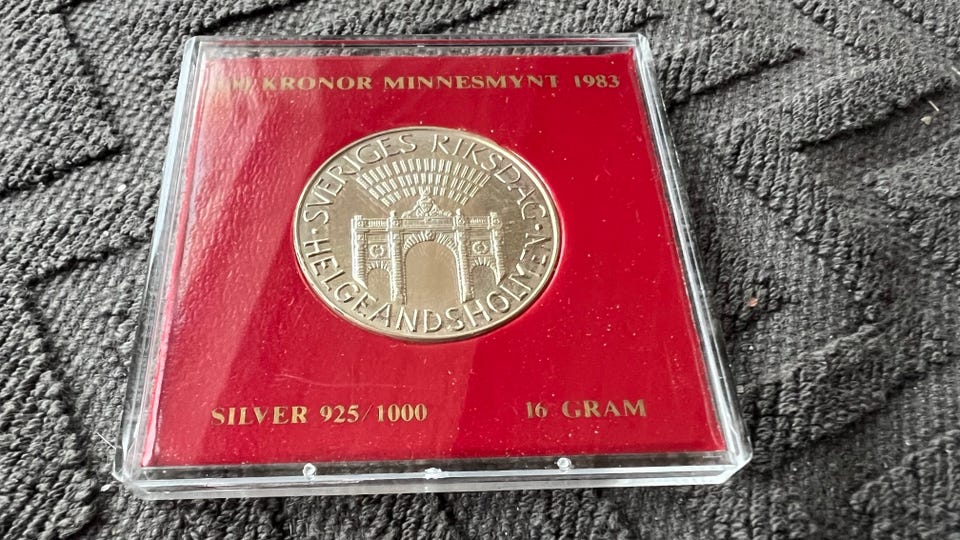 KRONOR MINNESMYNT 1983
SVERIGES RIKSDAG
· HELGEANDSHOLMEN ·
SILVER 925/1000
16 GRAM